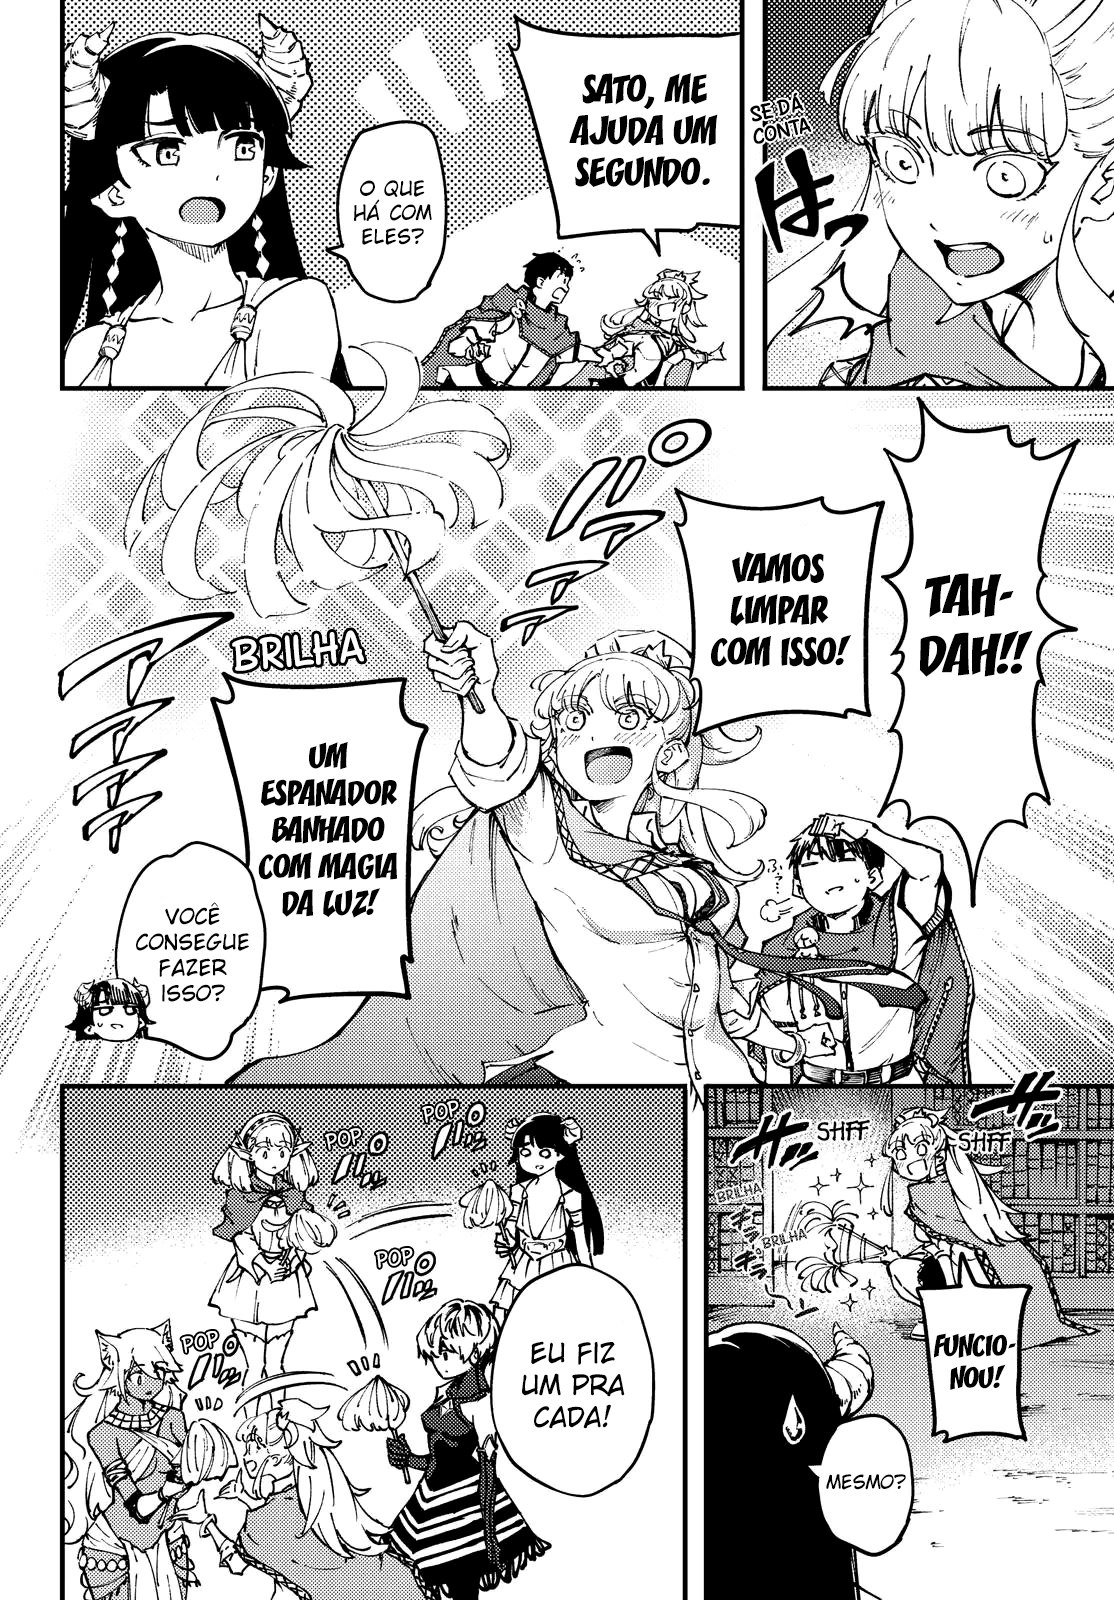 SE DÁ
CONTA
はっ
SATO, ME
AJUDA UM
SEGUNDO.
O QUE
HÁ COM
ELES?
TAH-
DAH!!
VAMOS
LIMPAR
COM ISSO!
BRILHA
UM
ESPANADOR
BANHADO
COM MAGIA
DA LUZ!
VOCÊ
CONSEGUE
FAZER
ISSO?
SHFF
SHFF
BRILHA
BRILHA
FUNCIO-
NOU!
MESMO?
POP
POP
POP
POP
EU FIZ
UM PRA
CADA!